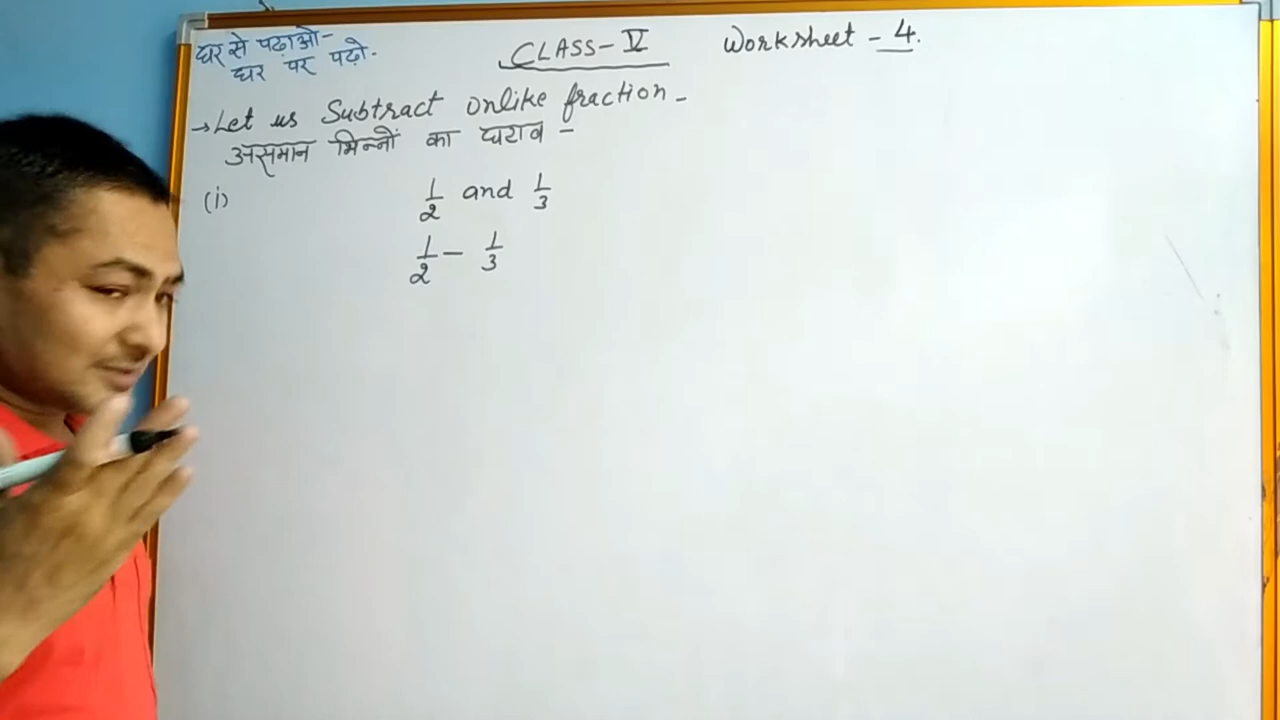 घर से पढ़ाओ-
घर पर पढ़ो.
CLASS-V
Worksheet - 4.
→Let us Subtract Unlike fraction -
असमान भिन्नों का घटाव -
(i) 1/2 and 1/3
1/2 - 1/3